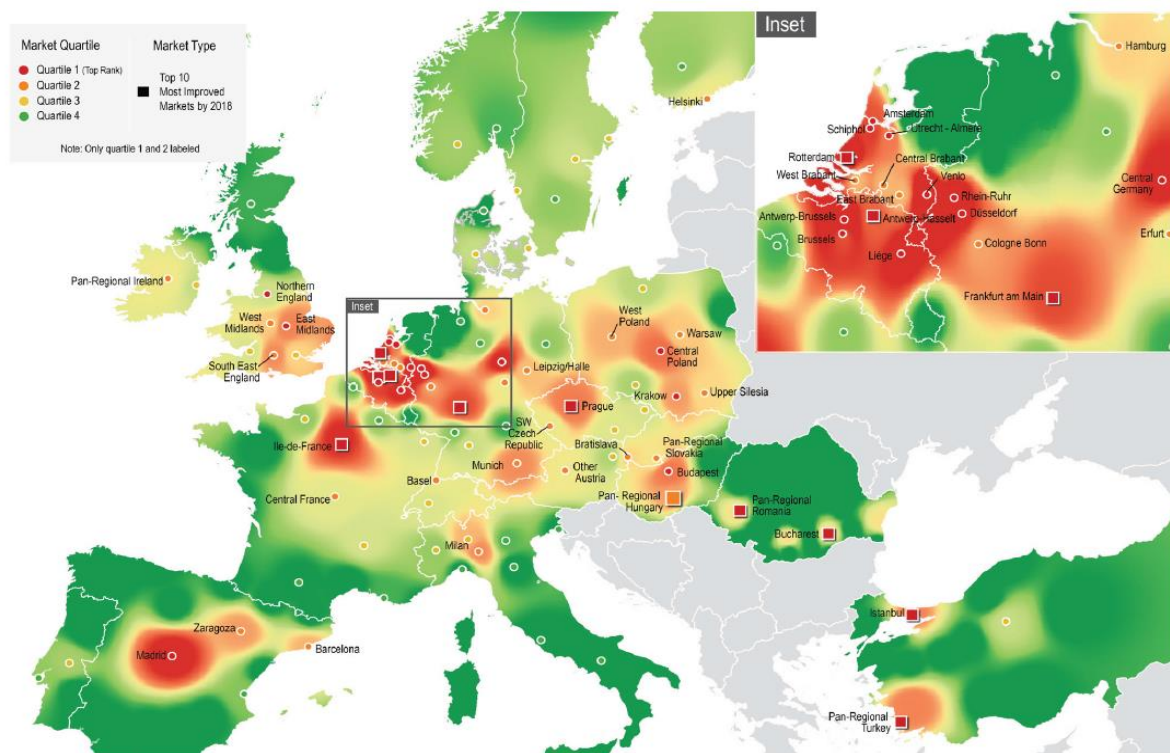 Market Quartile
Quartile 1 (Top Rank)
Quartile 2
Quartile 3
Quartile 4
Market Type
Top 10
Most Improved
Markets by 2018
Note: Only quartile 1 and 2 labeled
Helsinki
Pan-Regional Ireland
Northern
England
West
Midlands
East
Midlands
South East
England
Inset
West
Poland
Warsaw
Central
Poland
Leipzig/Halle
Krakow
Upper Silesia
Prague
SW
Czech
Republic
Ile-de-France
Bratislava
Pan-Regional
Slovakia
Munich
Other
Austria
Budapest
Basel
Pan- Regional
Hungary
Central France
Pan-Regional
Romania
Bucharest
Milan
Zaragoza
Madrid
Barcelona
Istanbul
Pan-Regional
Turkey
Inset
Hamburg
Amsterdam
Schiphol
Utrecht - Almere
Rotterdam
Central Brabant
West Brabant
Venlo
Central
Germany
East Brabant
Rhein-Ruhr
Antwerp-Brussels
Antwerp-Hasselt
Düsseldorf
Brussels
Cologne Bonn
Erfurt
Liége
Frankfurt am Main